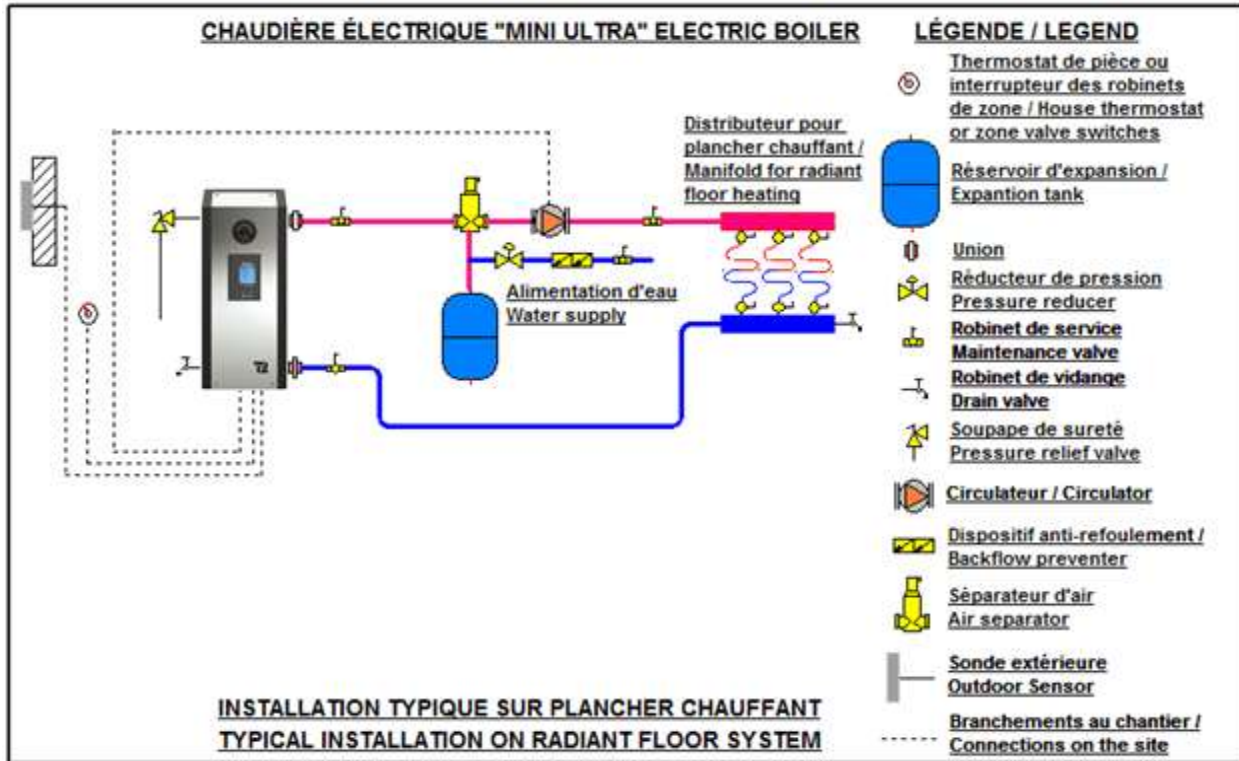 CHAUDIÈRE ÉLECTRIQUE "MINI ULTRA" ELECTRIC BOILER
LÉGENDE / LEGEND
Thermostat de pièce ou
interrupteur des robinets
de zone / House thermostat
or zone valve switches
Distributeur pour
plancher chauffant /
Manifold for radiant
floor heating
Réservoir d'expansion /
Expantion tank
Union
Réducteur de pression
Pressure reducer
Alimentation d'eau
Water supply
Robinet de service
Maintenance valve
T2
Robinet de vidange
Drain valve
Soupape de sureté
Pressure relief valve
Circulateur / Circulator
Dispositif anti-refoulement /
Backflow preventer
Séparateur d'air
Air separator
Sonde extérieure
Outdoor Sensor
Branchements au chantier /
Connections on the site
INSTALLATION TYPIQUE SUR PLANCHER CHAUFFANT
TYPICAL INSTALLATION ON RADIANT FLOOR SYSTEM